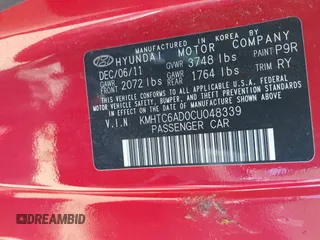 MADE IN KOREA
HYUNDAI MOTOR COMPANY
DEC/06/11 GVWR 3748 lbs PAINT P9R
GAWR FRONT 2072 lbs GAWR REAR 1764 lbs TRIM RY
THIS VEHICLE CONFORMS TO ALL APPLICABLE U.S. FEDERAL MOTOR
VEHICLE SAFETY, BUMPER, AND THEFT PREVENTION STANDARDS IN
EFFECT ON THE DATE OF MANUFACTURE SHOWN ABOVE.
V.I.N KMHTC6AD0CU048339
PASSENGER CAR
DREAMBID